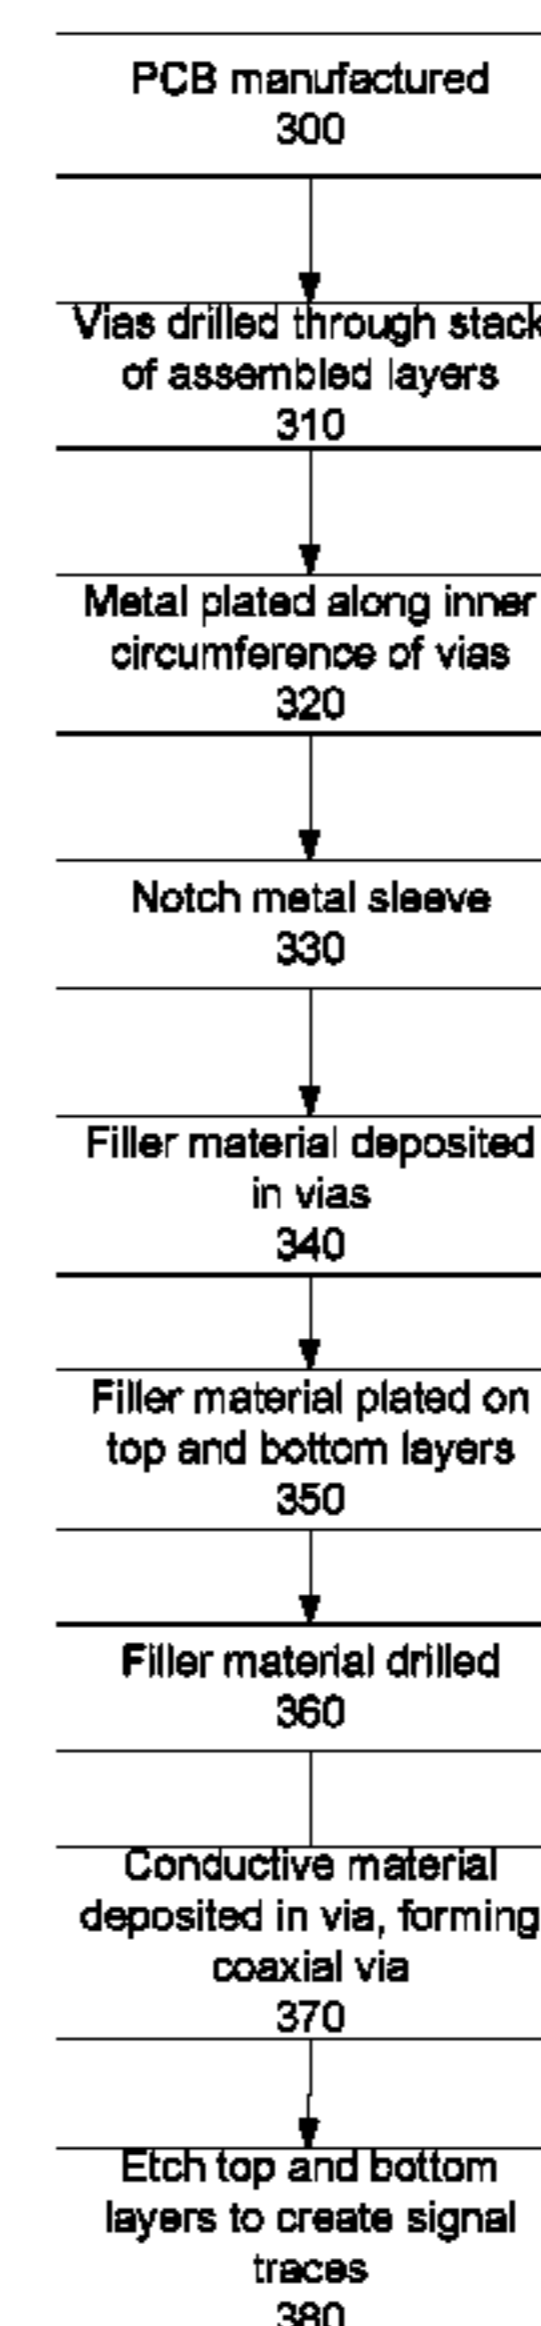 PCB manufactured
300
Vias drilled through stack
of assembled layers
310
Metal plated along inner
circumference of vias
320
Notch metal sleeve
330
Filler material deposited
in vias
340
Filler material plated on
top and bottom layers
350
Filler material drilled
360
Conductive material
deposited in via, forming
coaxial via
370
Etch top and bottom
layers to create signal
traces
380